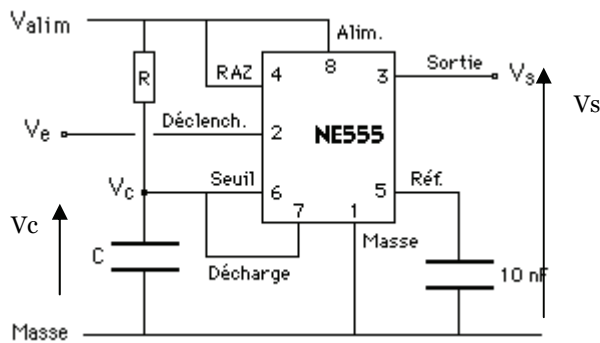 Valim
Alim.
8
RAZ
4
3
Sortie
Vs
Vs
R
Ve
Déclench.
2
NE555
Vc
Seuil
6
5
Réf.
Vc
7
1
Masse
C
Décharge
10 nF
Masse